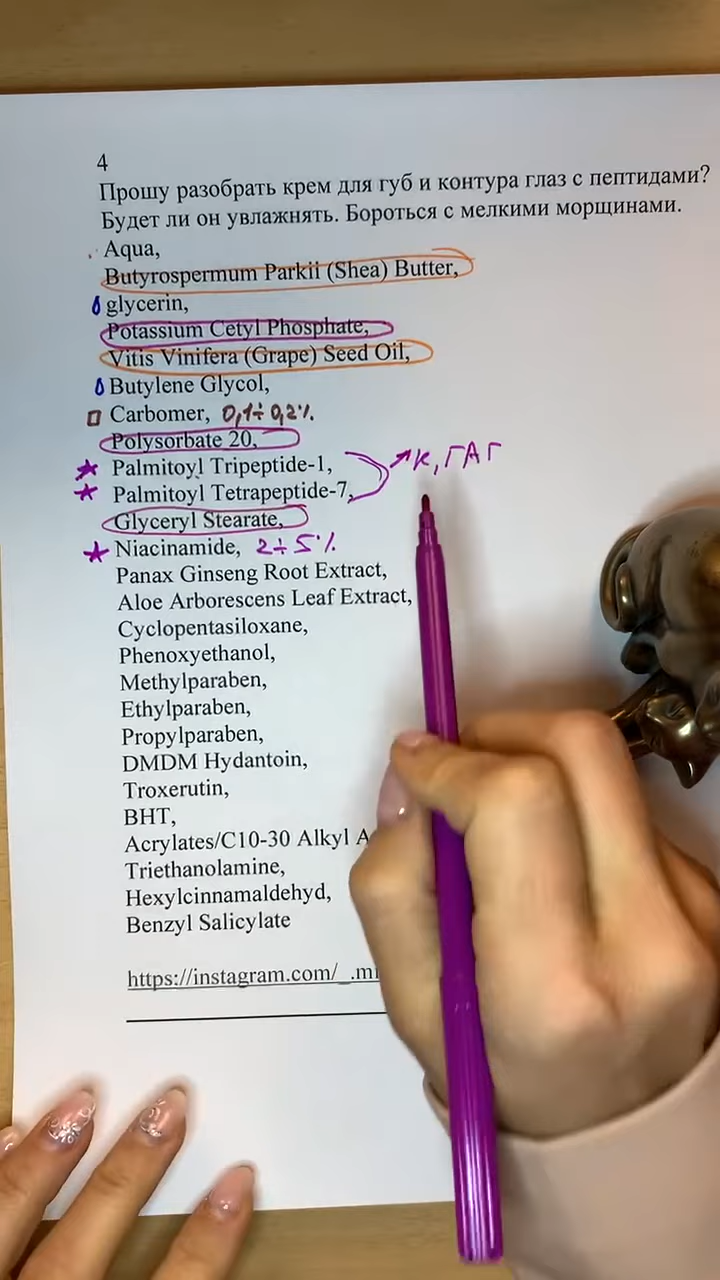 4
Прошу разобрать крем для губ и контура глаз с пептидами?
Будет ли он увлажнять. Бороться с мелкими морщинами.
Aqua,
Butyrospermum Parkii (Shea) Butter,
glycerin,
Potassium Cetyl Phosphate,
Vitis Vinifera (Grape) Seed Oil,
Butylene Glycol,
Carbomer, 0,1÷0,2%
Polysorbate 20,
Palmitoyl Tripeptide-1,
Palmitoyl Tetrapeptide-7, К, ГАГ
Glyceryl Stearate,
Niacinamide, 2÷5%
Panax Ginseng Root Extract,
Aloe Arborescens Leaf Extract,
Cyclopentasiloxane,
Phenoxyethanol,
Methylparaben,
Ethylparaben,
Propylparaben,
DMDM Hydantoin,
Troxerutin,
BHT,
Acrylates/C10-30 Alkyl A
Triethanolamine,
Hexylcinnamaldehyd,
Benzyl Salicylate
https://instagram.com/_.m